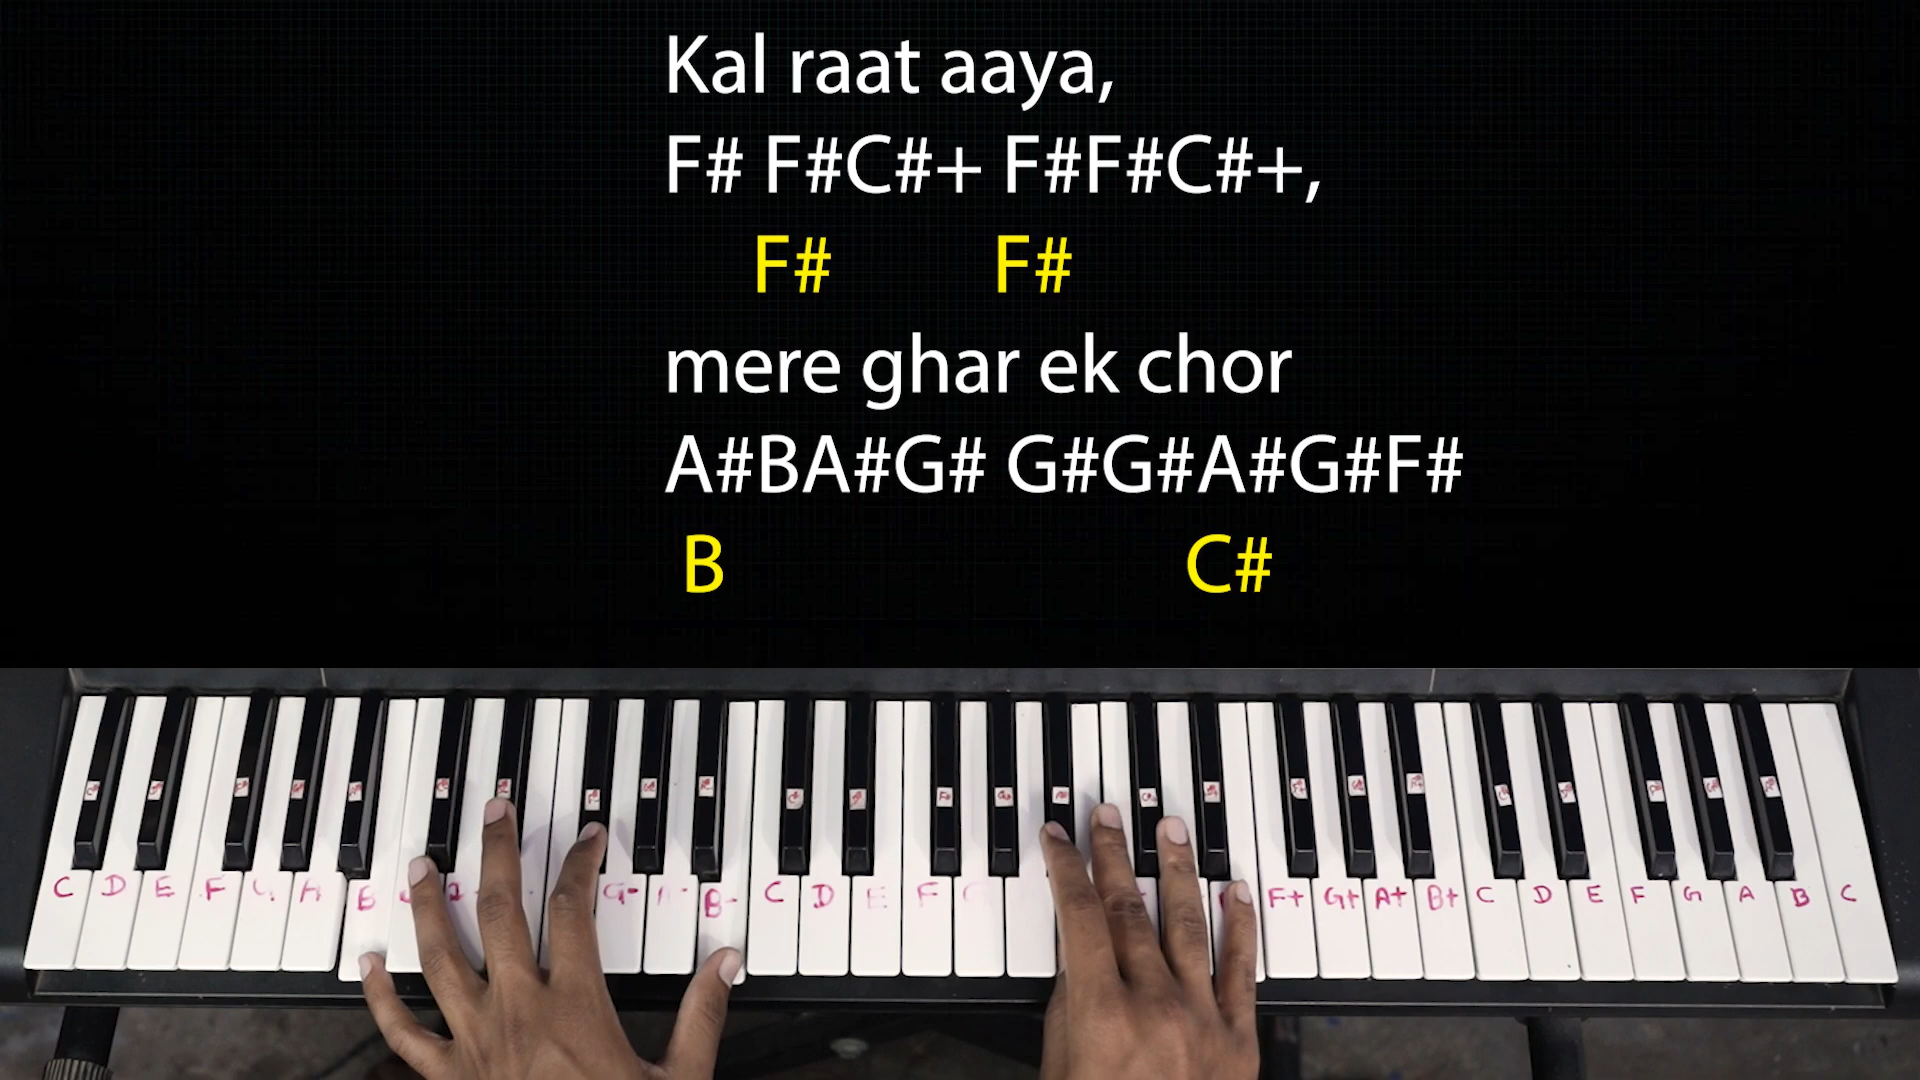 Kal raat aaya,
F# F#C#+ F#F#C#+,
F# F#
mere ghar ek chor
A#BA#G# G#G#A#G#F#
B C#
C D E F A B G- B- C D E F F+ G+ A+ B+ C D E F G A B C